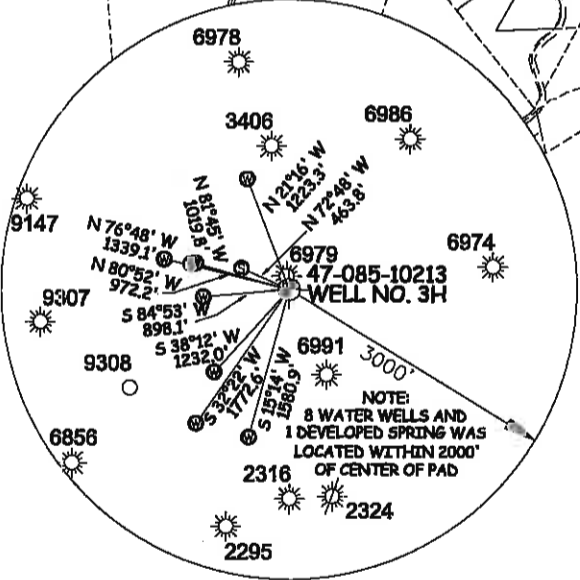 6978
3406
6986
N 21°16' W
1223.3'
N 72°48' W
463.8'
N 81°45' W
1019.8'
9147
N 76°48' W
1339.1'
N 80°52' W
972.2'
6979
6974
47-085-10213
WELL NO. 3H
9307
S 84°53' W
898.1'
S 38°12' W
1232.0'
9308
S 32°22' W
1772.6'
S 15°14' W
1580.9'
6991
3000'
NOTE:
8 WATER WELLS AND
1 DEVELOPED SPRING WAS
LOCATED WITHIN 2000'
OF CENTER OF PAD
6856
2316
2324
2295